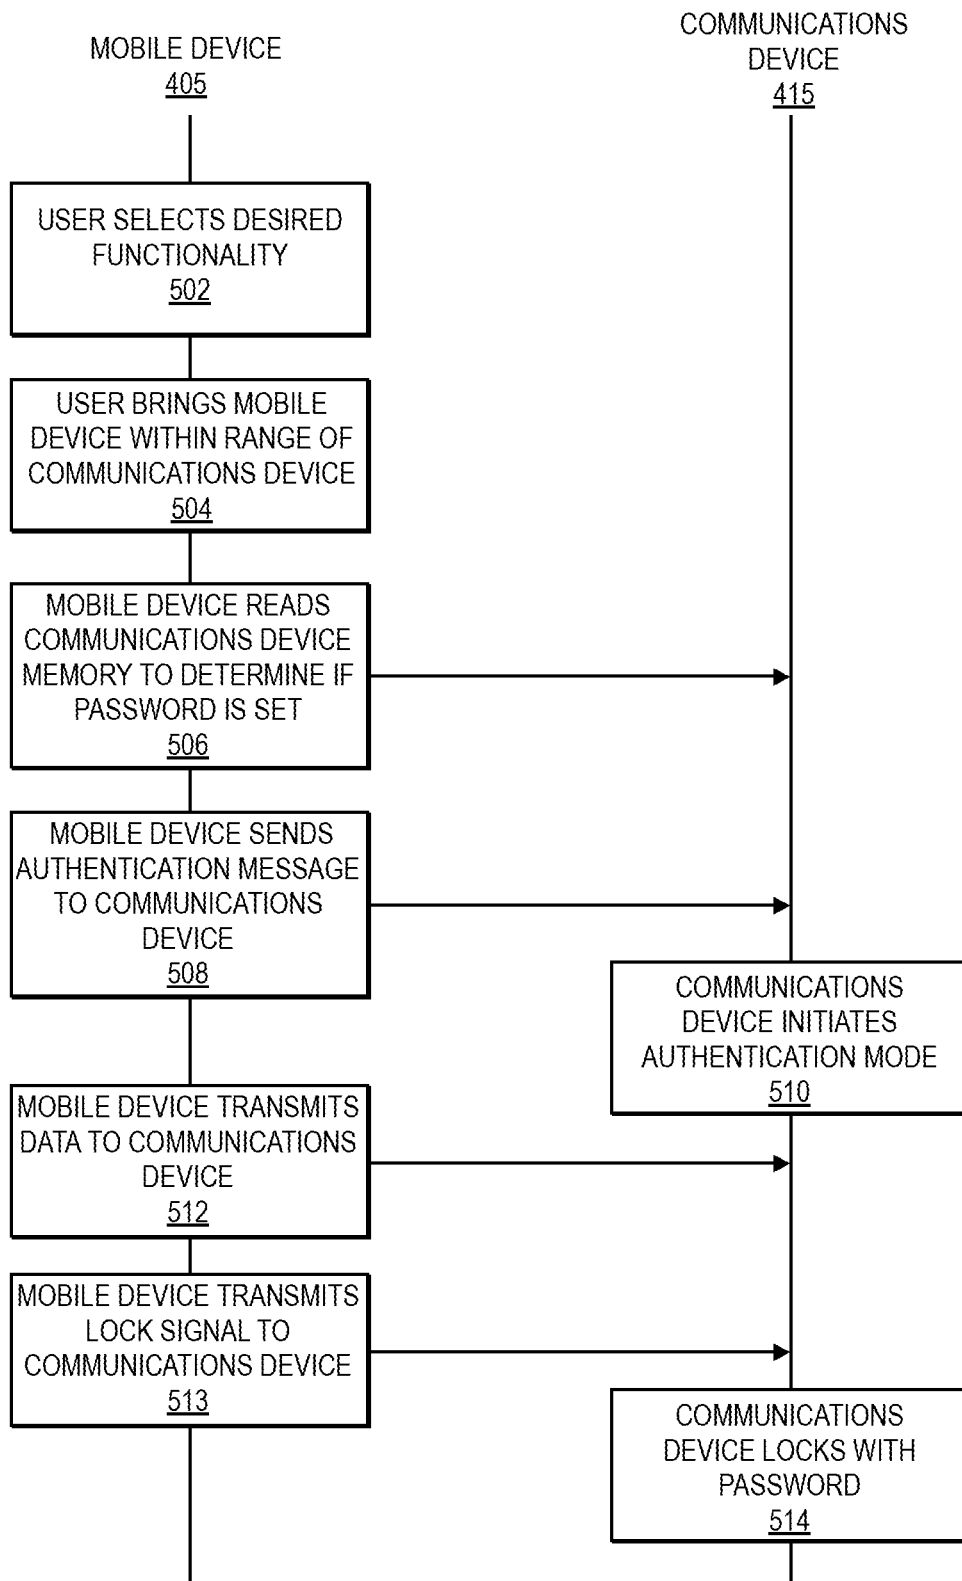 MOBILE DEVICE
405
COMMUNICATIONS
DEVICE
415
USER SELECTS DESIRED
FUNCTIONALITY
502
USER BRINGS MOBILE
DEVICE WITHIN RANGE OF
COMMUNICATIONS DEVICE
504
MOBILE DEVICE READS
COMMUNICATIONS DEVICE
MEMORY TO DETERMINE IF
PASSWORD IS SET
506
MOBILE DEVICE SENDS
AUTHENTICATION MESSAGE
TO COMMUNICATIONS
DEVICE
508
COMMUNICATIONS
DEVICE INITIATES
AUTHENTICATION MODE
510
MOBILE DEVICE TRANSMITS
DATA TO COMMUNICATIONS
DEVICE
512
MOBILE DEVICE TRANSMITS
LOCK SIGNAL TO
COMMUNICATIONS DEVICE
513
COMMUNICATIONS
DEVICE LOCKS WITH
PASSWORD
514